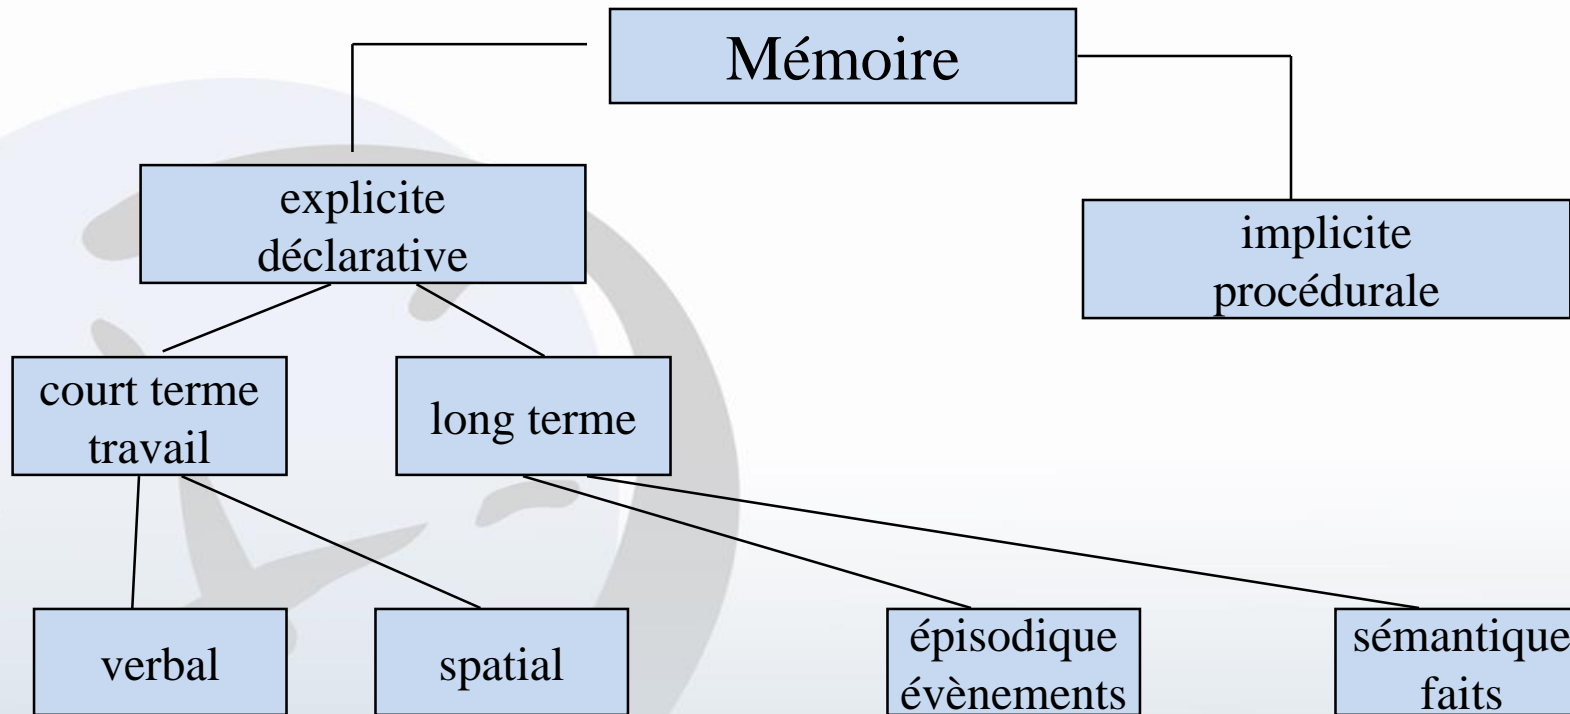 Mémoire
explicite
déclarative
implicite
procédurale
court terme
travail
long terme
verbal
spatial
épisodique
évènements
sémantique
faits